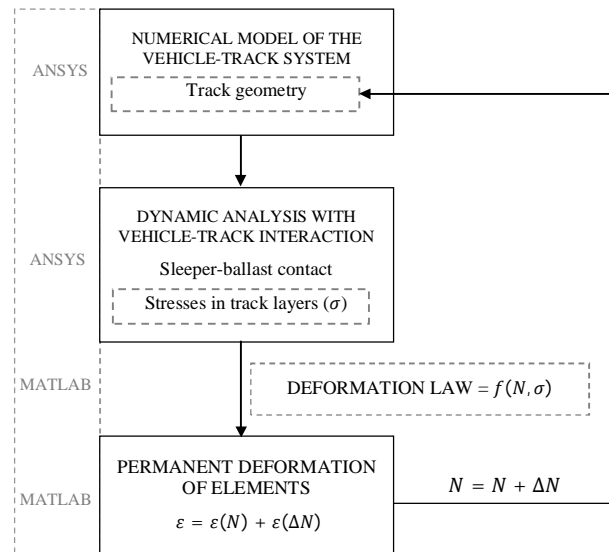 NUMERICAL MODEL OF THE
VEHICLE-TRACK SYSTEM
ANSYS
Track geometry
DYNAMIC ANALYSIS WITH
VEHICLE-TRACK INTERACTION
ANSYS
Sleeper-ballast contact
Stresses in track layers (σ)
MATLAB
DEFORMATION LAW = f(N, σ)
PERMANENT DEFORMATION
OF ELEMENTS
MATLAB
N = N + ΔN
ε = ε(N) + ε(ΔN)